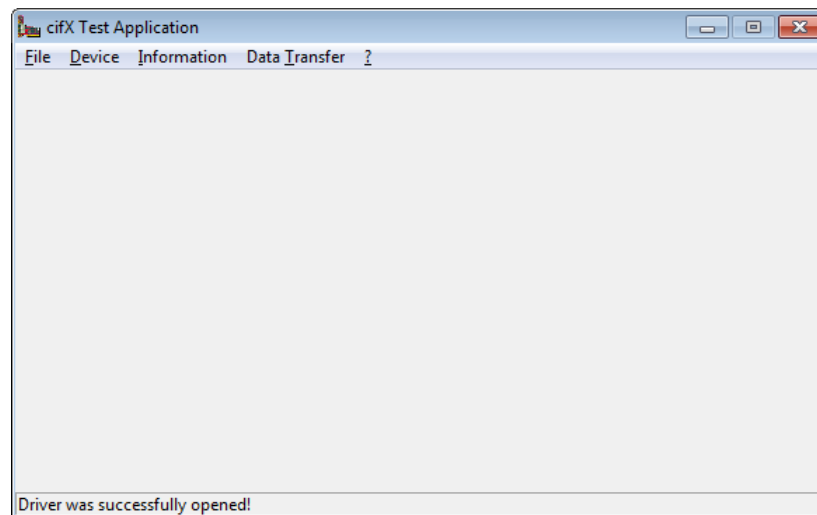 cifX Test Application
File Device Information Data Transfer ?
Driver was successfully opened!